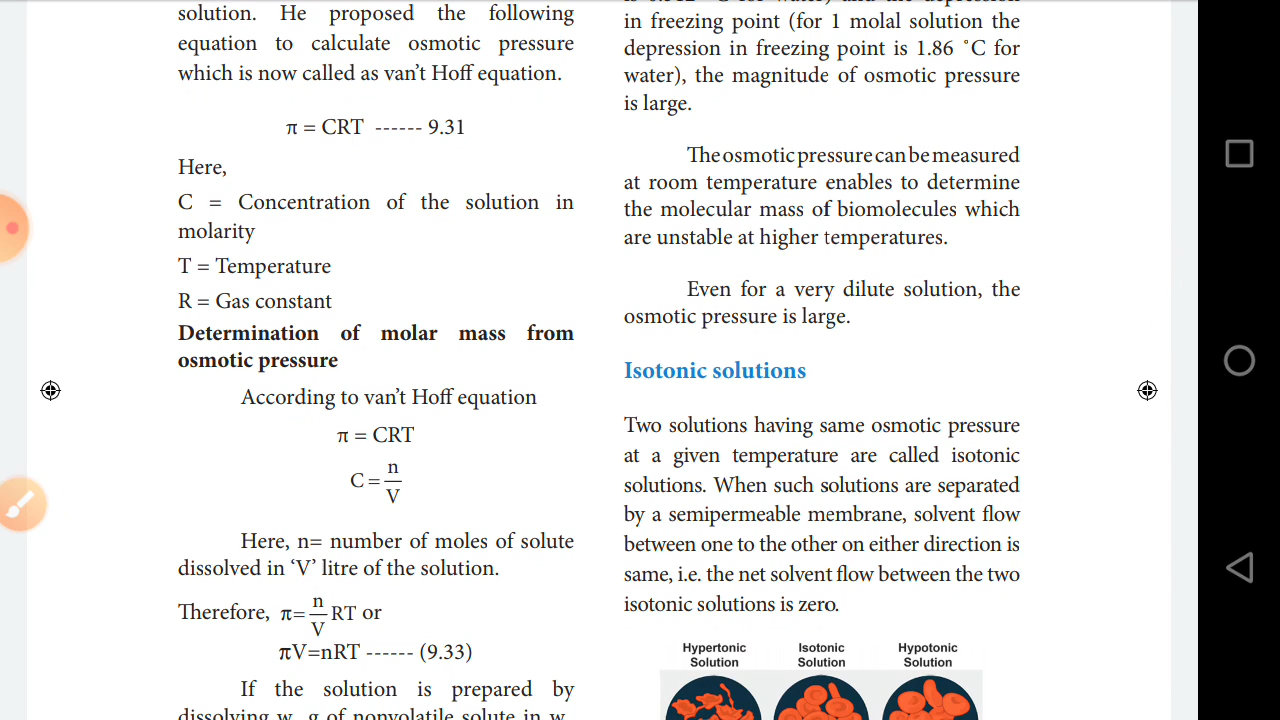 solution. He proposed the following
equation to calculate osmotic pressure
which is now called as van't Hoff equation.
π = CRT ------ 9.31
Here,
C = Concentration of the solution in
molarity
T = Temperature
R = Gas constant
Determination of molar mass from
osmotic pressure
According to van't Hoff equation
π = CRT
C = n/V
Here, n= number of moles of solute
dissolved in 'V' litre of the solution.
Therefore, π= n/V RT or
πV=nRT ------ (9.33)
If the solution is prepared by
dissolving w g of nonvolatile solute in w
in freezing point (for 1 molal solution the
depression in freezing point is 1.86 ˚C for
water), the magnitude of osmotic pressure
is large.
The osmotic pressure can be measured
at room temperature enables to determine
the molecular mass of biomolecules which
are unstable at higher temperatures.
Even for a very dilute solution, the
osmotic pressure is large.
Isotonic solutions
Two solutions having same osmotic pressure
at a given temperature are called isotonic
solutions. When such solutions are separated
by a semipermeable membrane, solvent flow
between one to the other on either direction is
same, i.e. the net solvent flow between the two
isotonic solutions is zero.
Hypertonic Isotonic Hypotonic
Solution Solution Solution